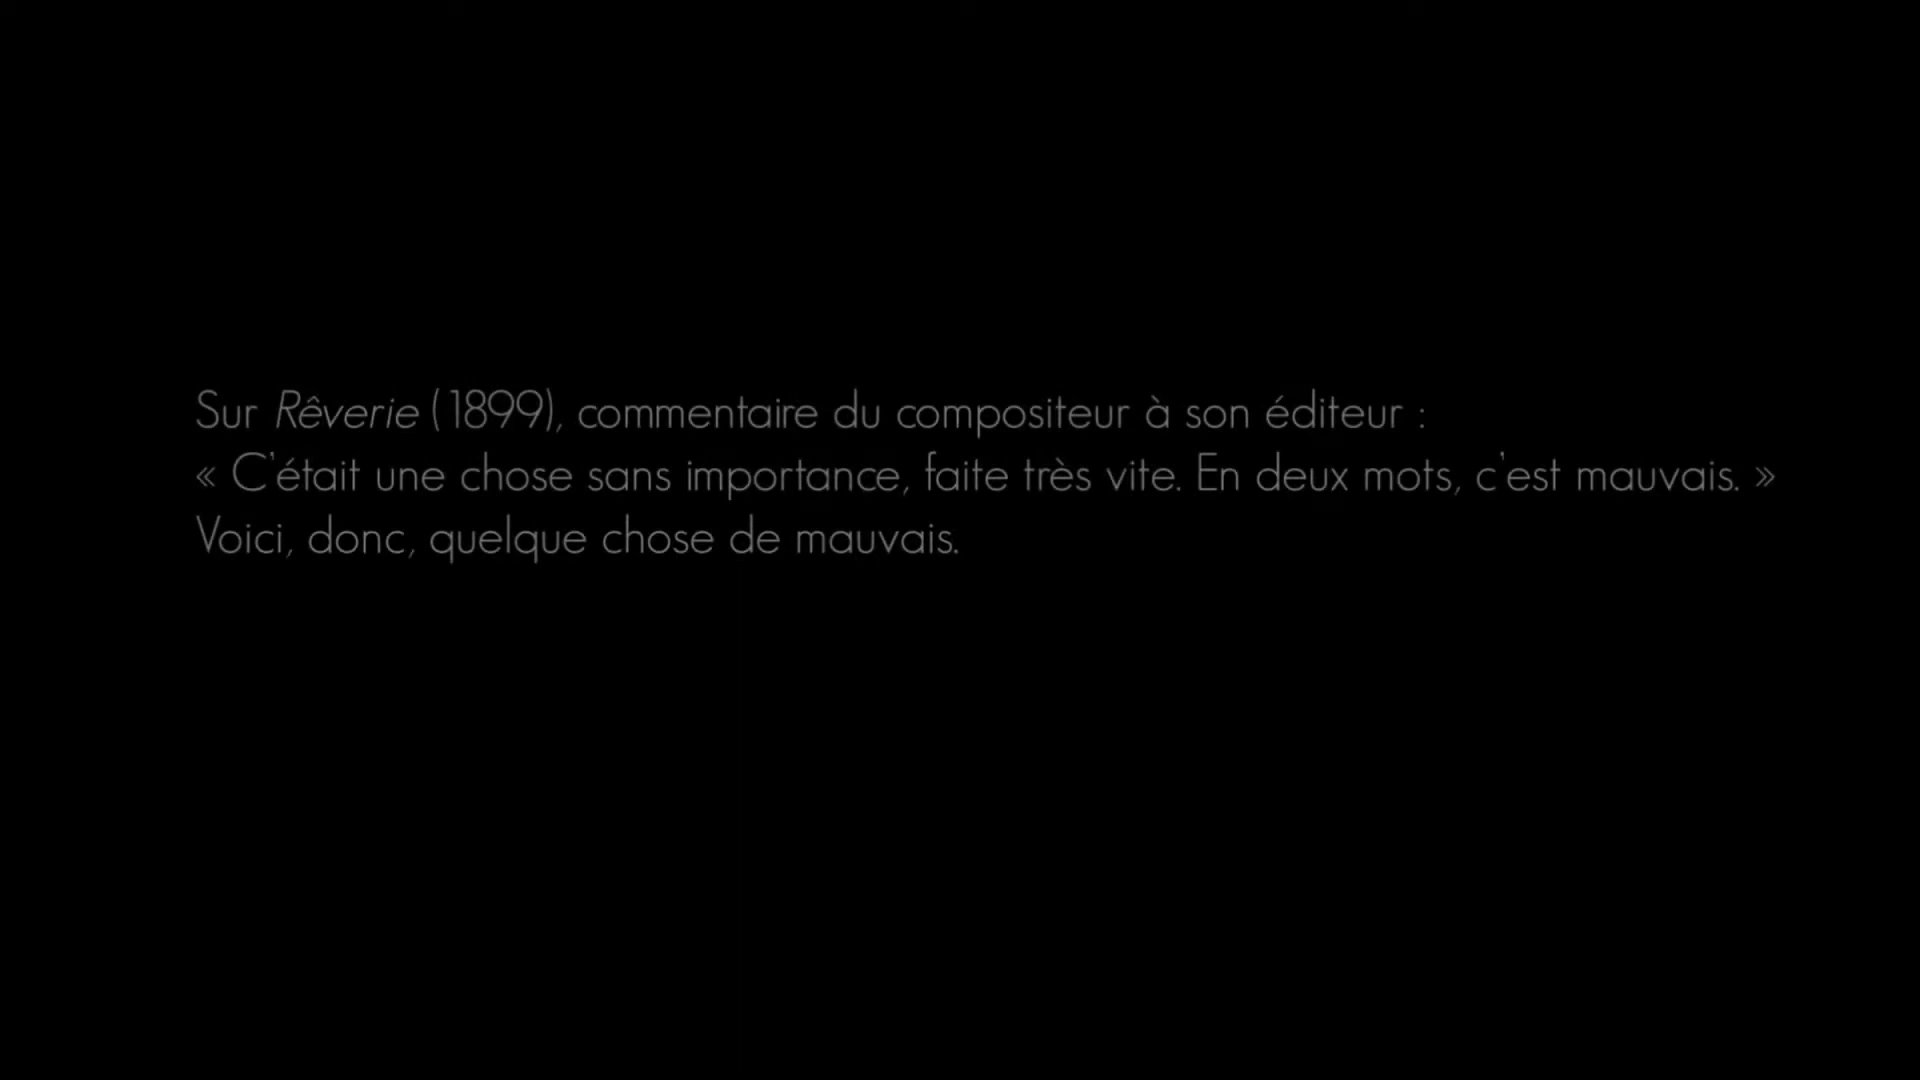 Sur Rêverie (1899), commentaire du compositeur à son éditeur :
« C'était une chose sans importance, faite très vite. En deux mots, c'est mauvais. »
Voici, donc, quelque chose de mauvais.